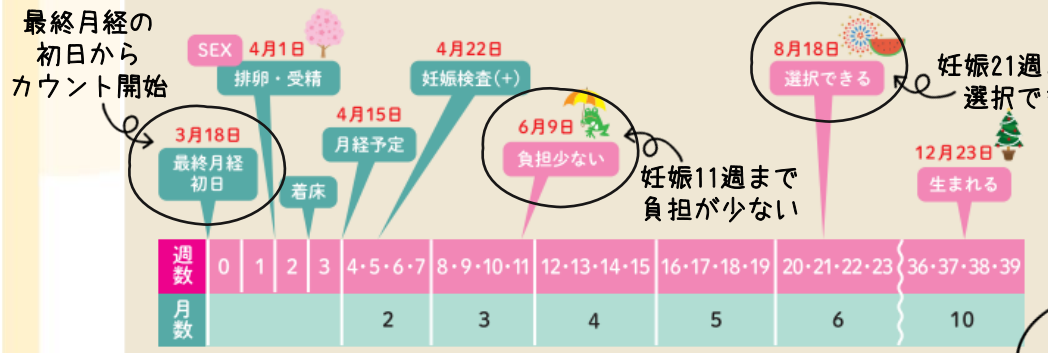 最終月経の
初日から
カウント開始
SEX
4月1日
排卵・受精
4月22日
妊娠検査(+)
8月18日
選択できる
妊娠21週
選択で
3月18日
最終月経
初日
4月15日
月経予定
6月9日
負担少ない
12月23日
生まれる
着床
妊娠11週まで
負担が少ない
週数 0 1 2 3 4・5・6・7 8・9・10・11 12・13・14・15 16・17・18・19 20・21・22・23 36・37・38・39
月数 2 3 4 5 6 10